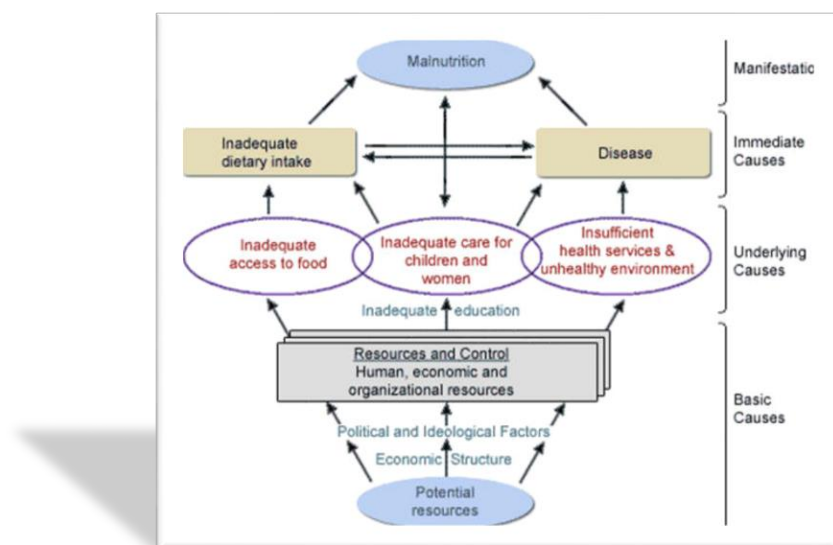 Malnutrition
Manifestatic
Inadequate
dietary intake
Disease
Immediate
Causes
Inadequate
access to food
Inadequate care for
children and
women
Insufficient
health services &
unhealthy environment
Underlying
Causes
Inadequate education
Resources and Control
Human, economic and
organizational resources
Basic
Causes
Political and Ideological Factors
Economic Structure
Potential
resources